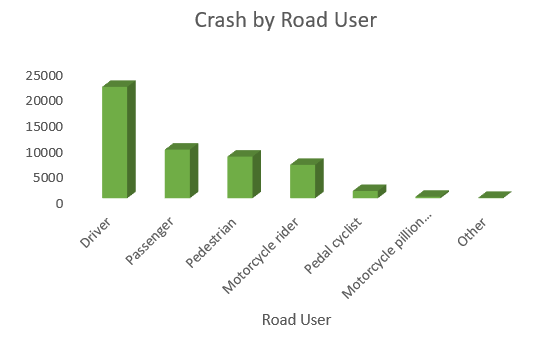 Crash by Road User
25000
20000
15000
10000
5000
0
Driver
Passenger
Pedestrian
Motorcycle rider
Pedal cyclist
Motorcycle pillion...
Other
Road User